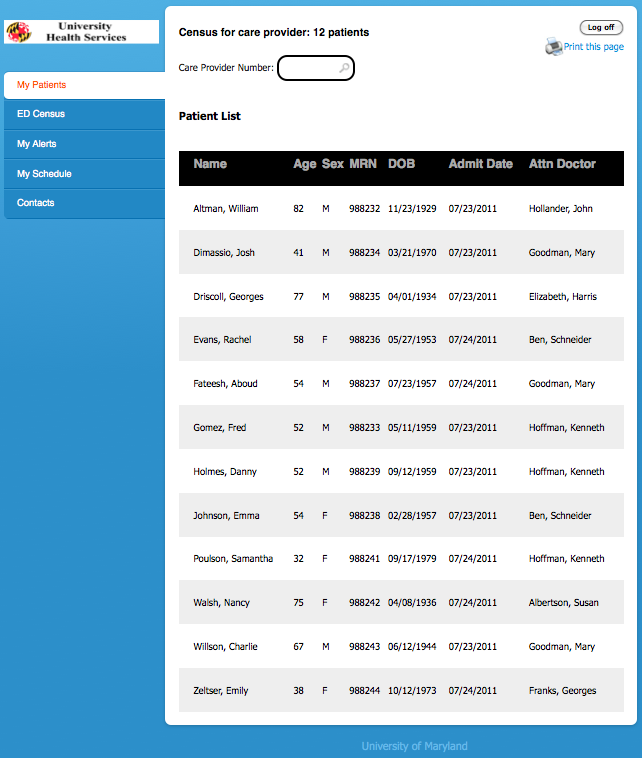 University
Health Services
Census for care provider: 12 patients
Log off
Print this page
Care Provider Number:
My Patients
ED Census
My Alerts
My Schedule
Contacts
Patient List
Name Age Sex MRN DOB Admit Date Attn Doctor
Altman, William 82 M 988232 11/23/1929 07/23/2011 Hollander, John
Dimassio, Josh 41 M 988234 03/21/1970 07/23/2011 Goodman, Mary
Driscoll, Georges 77 M 988235 04/01/1934 07/23/2011 Elizabeth, Harris
Evans, Rachel 58 F 988236 05/27/1953 07/24/2011 Ben, Schneider
Fateesh, Aboud 54 M 988237 07/23/1957 07/24/2011 Goodman, Mary
Gomez, Fred 52 M 988233 05/11/1959 07/23/2011 Hoffman, Kenneth
Holmes, Danny 52 M 988239 09/12/1959 07/23/2011 Hoffman, Kenneth
Johnson, Emma 54 F 988238 02/28/1957 07/23/2011 Ben, Schneider
Poulson, Samantha 32 F 988241 09/17/1979 07/24/2011 Hoffman, Kenneth
Walsh, Nancy 75 F 988242 04/08/1936 07/24/2011 Albertson, Susan
Willson, Charlie 67 M 988243 06/12/1944 07/23/2011 Goodman, Mary
Zeltser, Emily 38 F 988244 10/12/1973 07/24/2011 Franks, Georges
University of Maryland